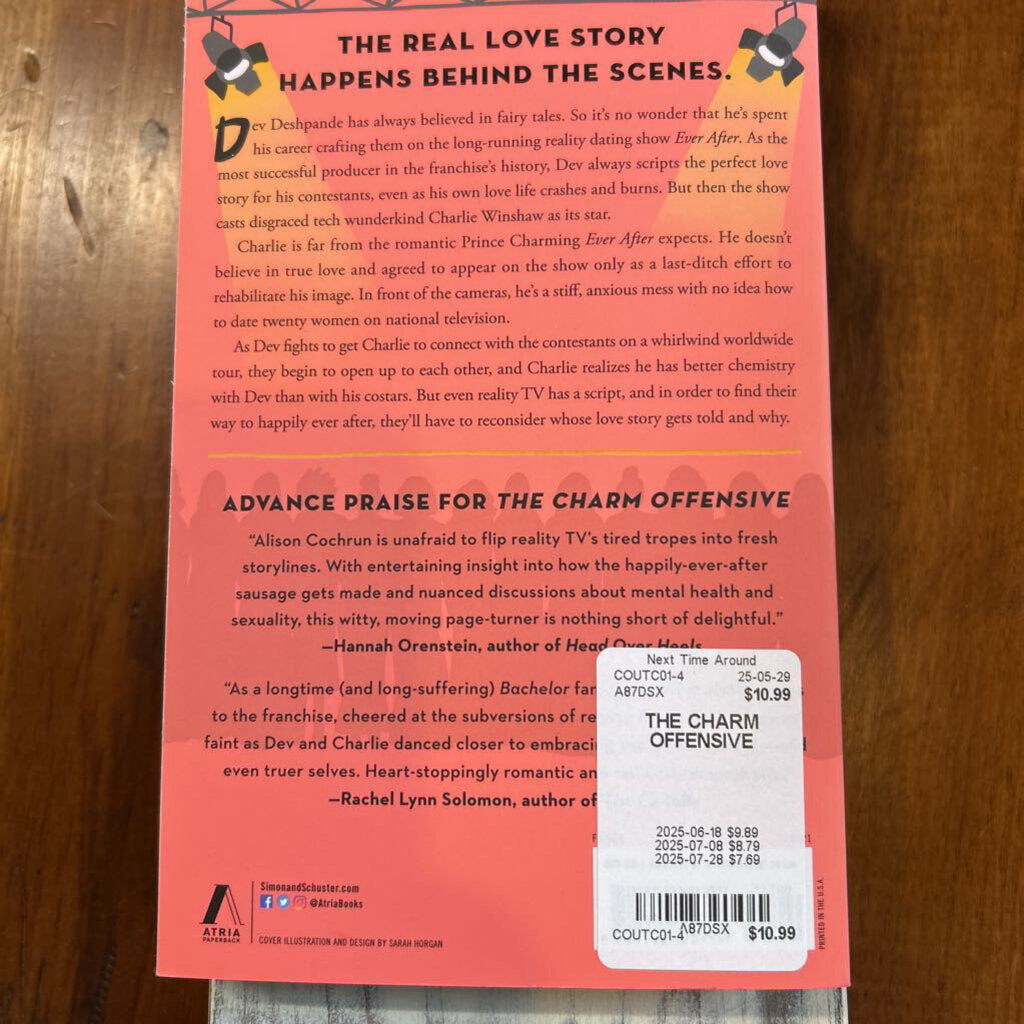 THE REAL LOVE STORY
HAPPENS BEHIND THE SCENES.
Dev Deshpande has always believed in fairy tales. So it's no wonder that he's spent
his career crafting them on the long-running reality dating show Ever After. As the
most successful producer in the franchise's history, Dev always scripts the perfect love
story for his contestants, even as his own love life crashes and burns. But then the show
casts disgraced tech wunderkind Charlie Winshaw as its star.
Charlie is far from the romantic Prince Charming Ever After expects. He doesn't
believe in true love and agreed to appear on the show only as a last-ditch effort to
rehabilitate his image. In front of the cameras, he's a stiff, anxious mess with no idea how
to date twenty women on national television.
As Dev fights to get Charlie to connect with the contestants on a whirlwind worldwide
tour, they begin to open up to each other, and Charlie realizes he has better chemistry
with Dev than with his costars. But even reality TV has a script, and in order to find their
way to happily ever after, they'll have to reconsider whose love story gets told and why.
ADVANCE PRAISE FOR THE CHARM OFFENSIVE
"Alison Cochrun is unafraid to flip reality TV's tired tropes into fresh
storylines. With entertaining insight into how the happily-ever-after
sausage gets made and nuanced discussions about mental health and
sexuality, this witty, moving page-turner is nothing short of delightful."
—Hannah Orenstein, author of Head Over Heels
"As a longtime (and long-suffering) Bachelor fan
to the franchise, cheered at the subversions of
faint as Dev and Charlie danced closer to
even truer selves. Heart-stoppingly romantic
—Rachel Lynn Solomon, author of
Next Time Around
COUTC01-4 25-05-29
A87DSX $10.99
THE CHARM
OFFENSIVE
2025-06-18 $9.89
2025-07-08 $8.79
2025-07-28 $7.69
A87DSX
COUTC01-4 $10.99
ATRIA
PAPERBACK
SimonandSchuster.com
@AtriaBooks
COVER ILLUSTRATION AND DESIGN BY SARAH HORGAN
PRINTED IN THE U.S.A.